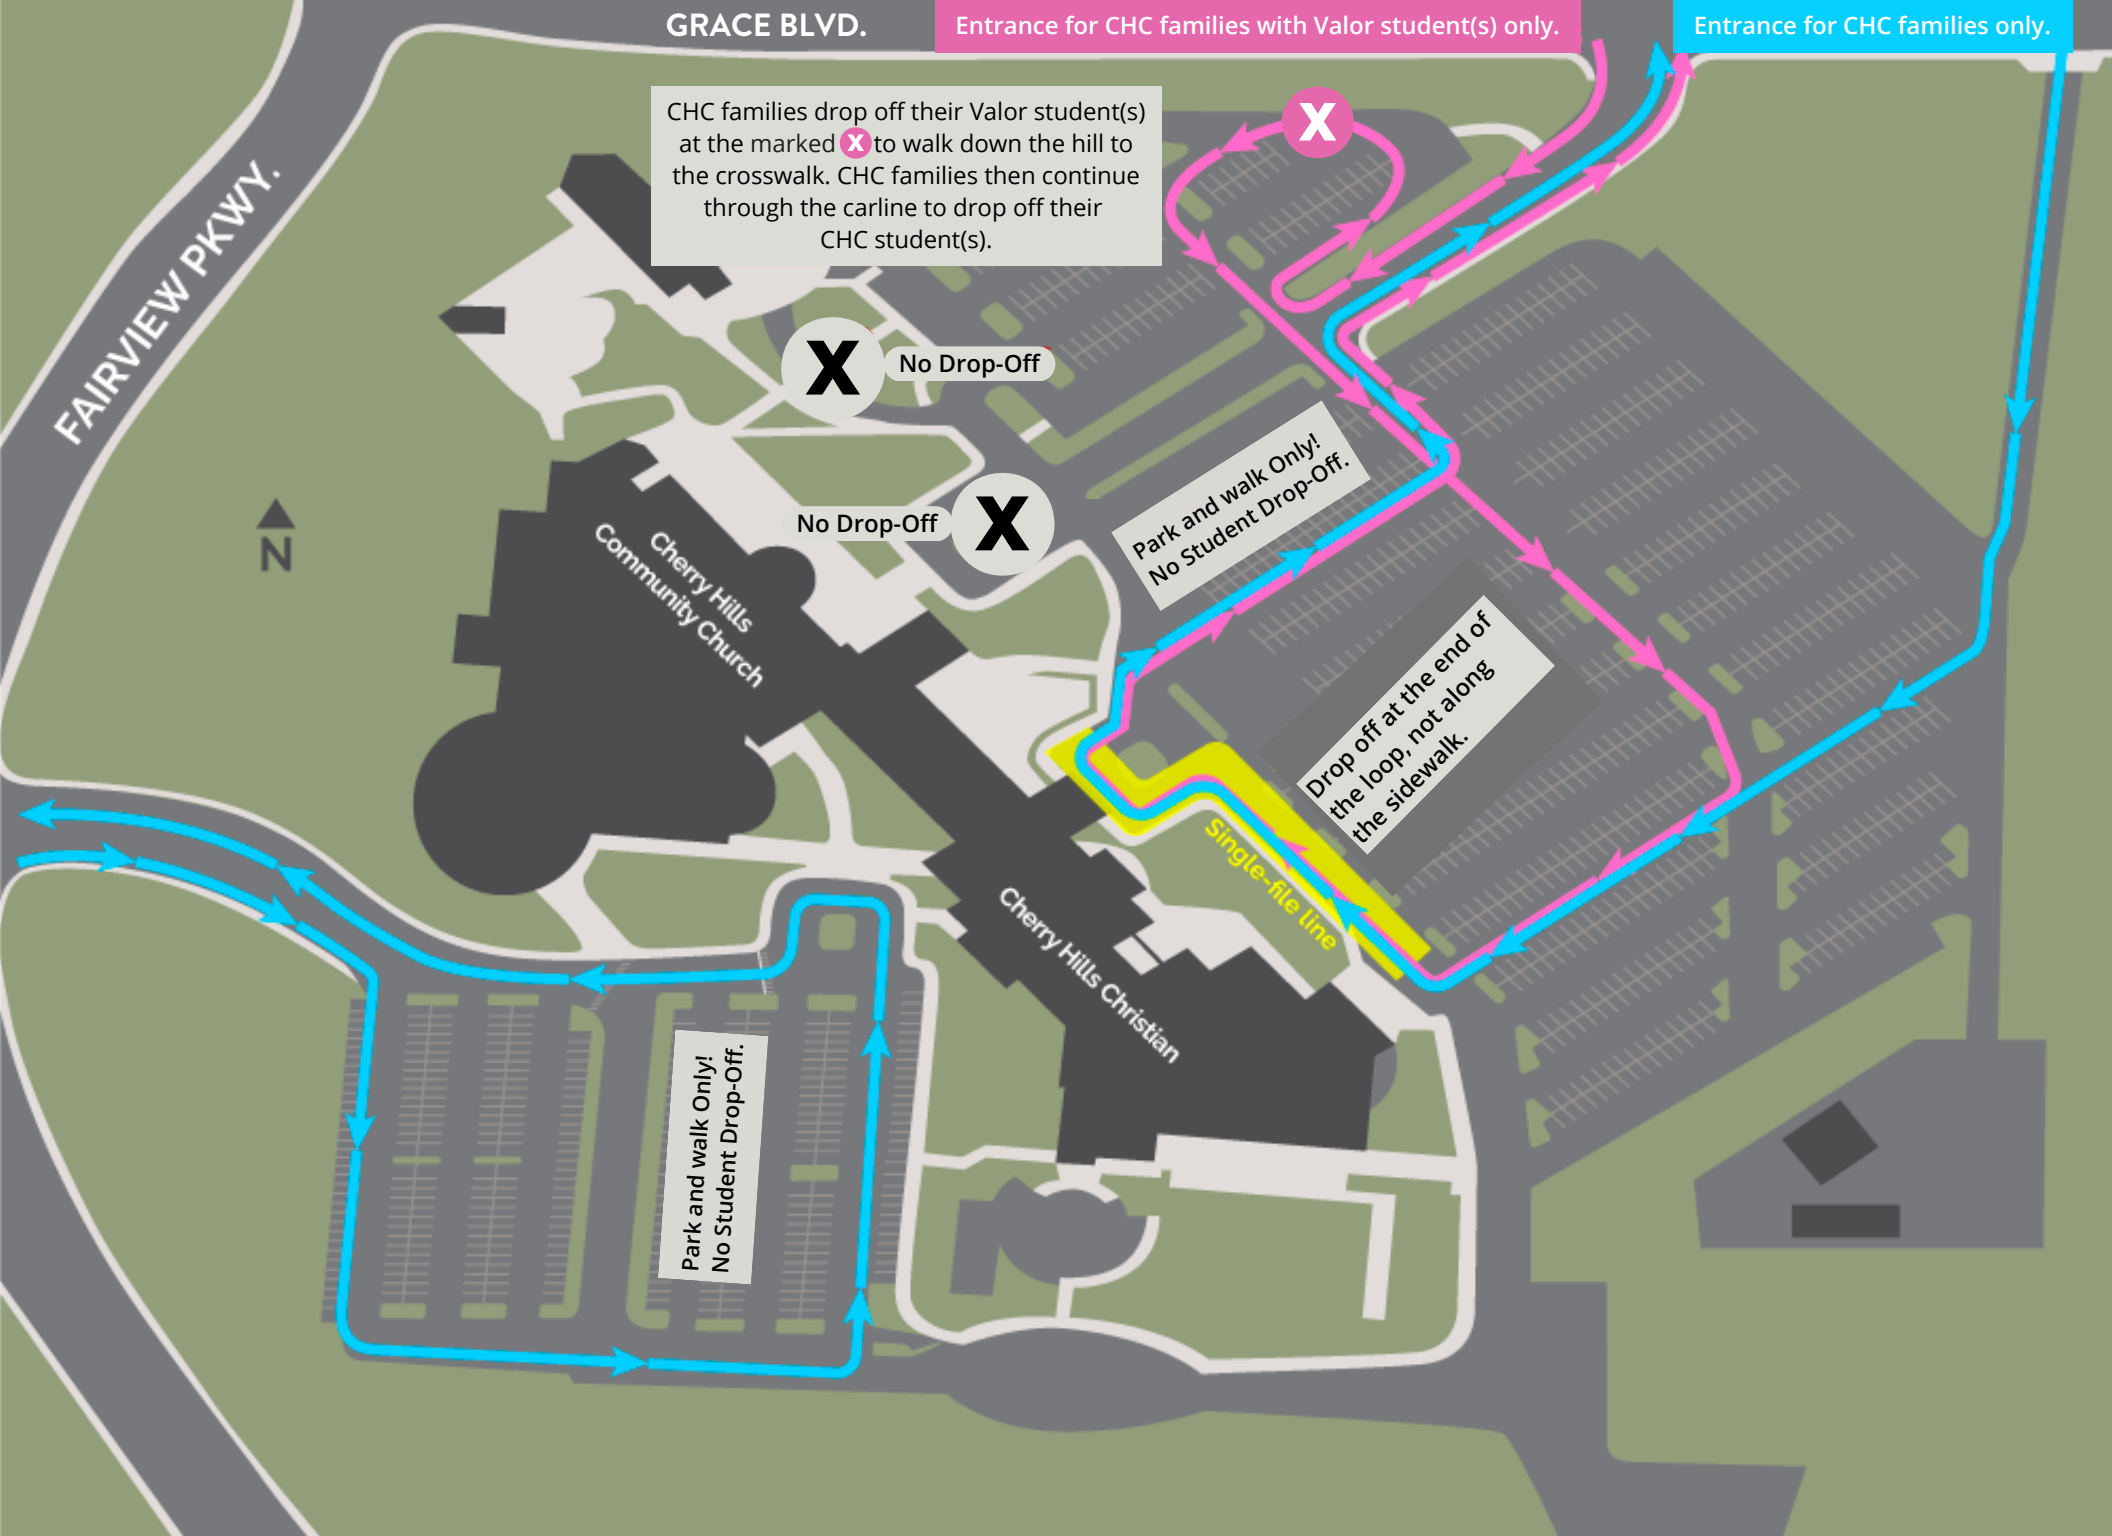 GRACE BLVD.
Entrance for CHC families with Valor student(s) only.
Entrance for CHC families only.
CHC families drop off their Valor student(s)
at the marked X to walk down the hill to
the crosswalk. CHC families then continue
through the carline to drop off their
CHC student(s).
X
FAIRVIEW PKWY.
X
No Drop-Off
No Drop-Off
X
Park and walk Only!
No Student Drop-Off.
N
Cherry Hills
Community Church
Drop off at the end of
the loop, not along
the sidewalk.
Single-file line
Cherry Hills Christian
Park and walk Only!
No Student Drop-Off.